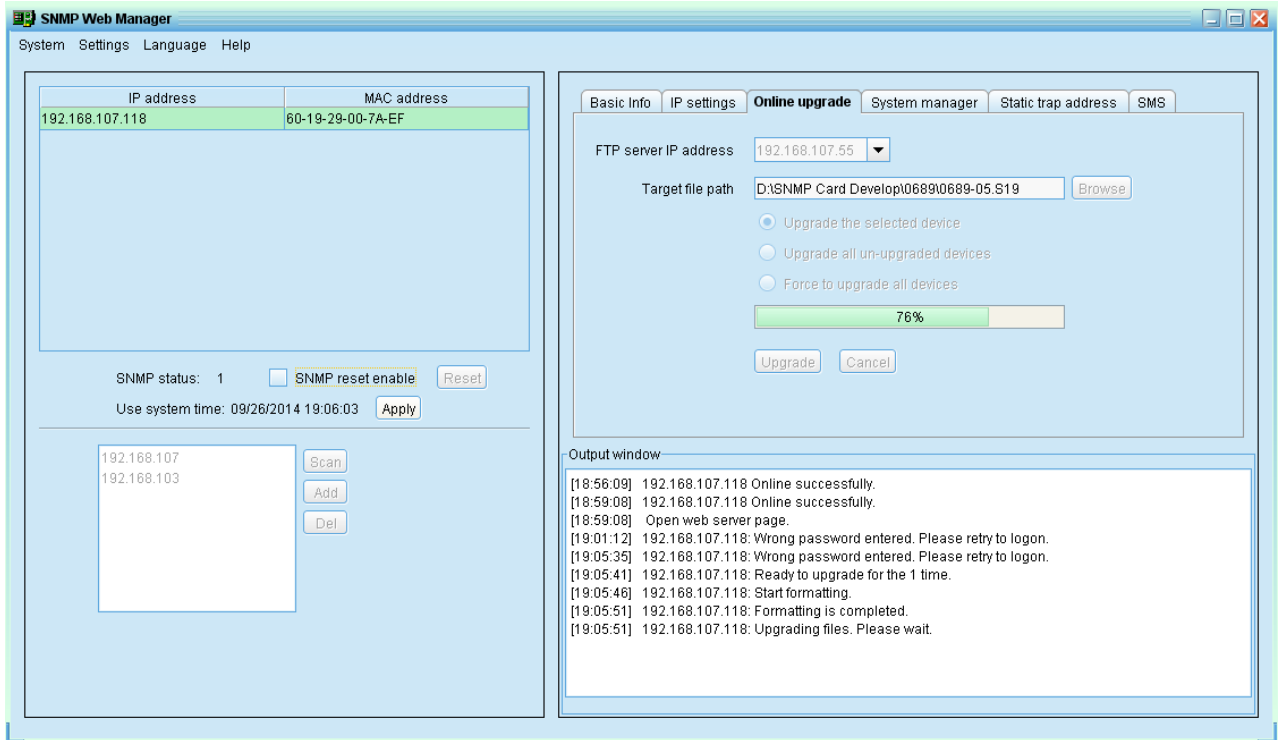 SNMP Web Manager
System Settings Language Help
IP address MAC address
192.168.107.118 60-19-29-00-7A-EF
SNMP status: 1 SNMP reset enable Reset
Use system time: 09/26/2014 19:06:03 Apply
192.168.107
192.168.103
Scan
Add
Del
Basic Info IP settings Online upgrade System manager Static trap address SMS
FTP server IP address 192.168.107.55
Target file path D:\SNMP Card Develop\0689\0689-05.S19 Browse
Upgrade the selected device
Upgrade all un-upgraded devices
Force to upgrade all devices
76%
Upgrade Cancel
Output window
[18:56:09] 192.168.107.118 Online successfully.
[18:59:08] 192.168.107.118 Online successfully.
[18:59:08] Open web server page.
[19:01:12] 192.168.107.118: Wrong password entered. Please retry to logon.
[19:05:35] 192.168.107.118: Wrong password entered. Please retry to logon.
[19:05:41] 192.168.107.118: Ready to upgrade for the 1 time.
[19:05:46] 192.168.107.118: Start formatting.
[19:05:51] 192.168.107.118: Formatting is completed.
[19:05:51] 192.168.107.118: Upgrading files. Please wait.